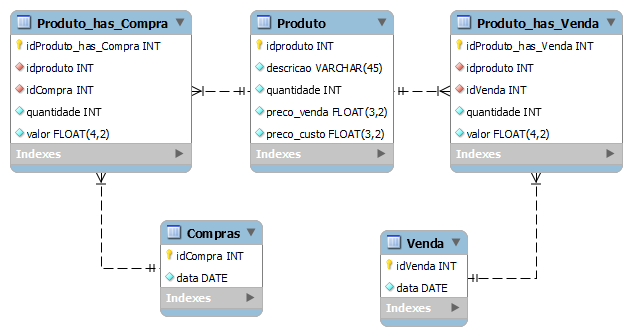 Produto_has_Compra
idProduto_has_Compra INT
idproduto INT
idCompra INT
quantidade INT
valor FLOAT(4,2)
Indexes
Produto
idproduto INT
descricao VARCHAR(45)
quantidade INT
preco_venda FLOAT(3,2)
preco_custo FLOAT(3,2)
Indexes
Produto_has_Venda
idProduto_has_Venda INT
idproduto INT
idVenda INT
quantidade INT
valor FLOAT(4,2)
Indexes
Compras
idCompra INT
data DATE
Indexes
Venda
idVenda INT
data DATE
Indexes